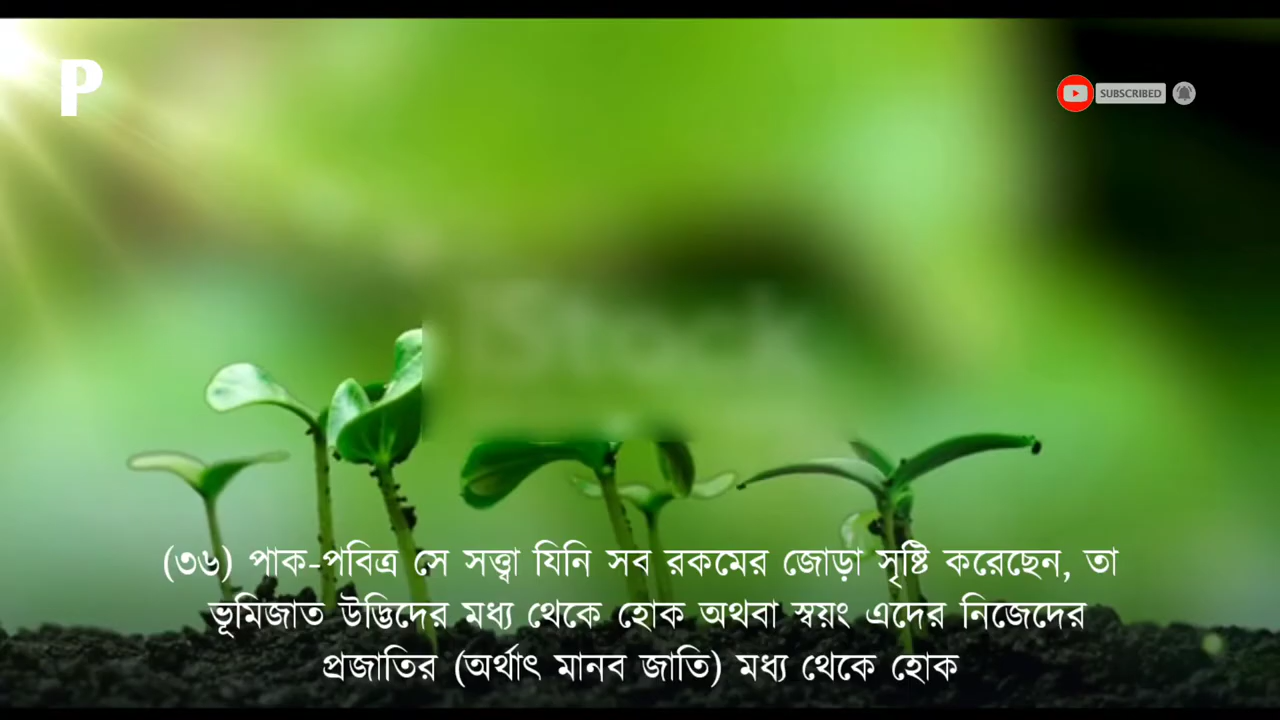 P
SUBSCRIBED
(৩৬) পাক-পবিত্র সে সত্ত্বা যিনি সব রকমের জোড়া সৃষ্টি করেছেন, তা
ভূমিজাত উদ্ভিদের মধ্য থেকে হোক অথবা স্বয়ং এদের নিজেদের
প্রজাতির (অর্থাৎ মানব জাতি) মধ্য থেকে হোক